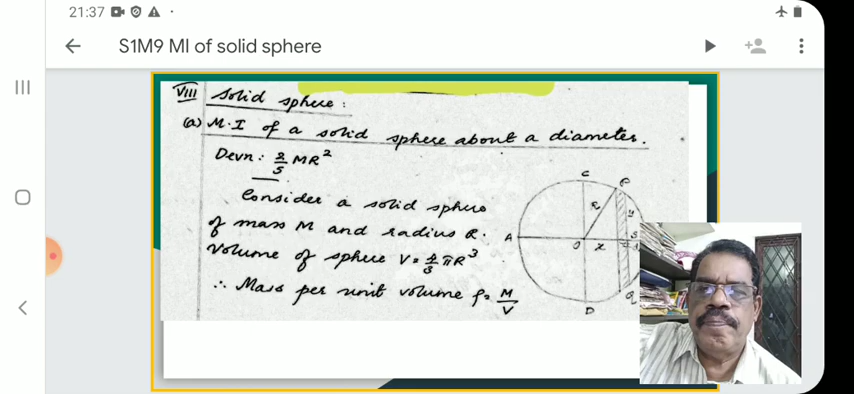 21:37
S1M9 MI of solid sphere
VIII Solid sphere:
(a) M.I of a solid sphere about a diameter.
Devn: 2/5 MR²
Consider a solid sphere
of mass M and radius R.
Volume of sphere V = 4/3 πR³
∴ Mass per unit volume ρ = M/V
C
P
R
y
A
O
x
Q
D